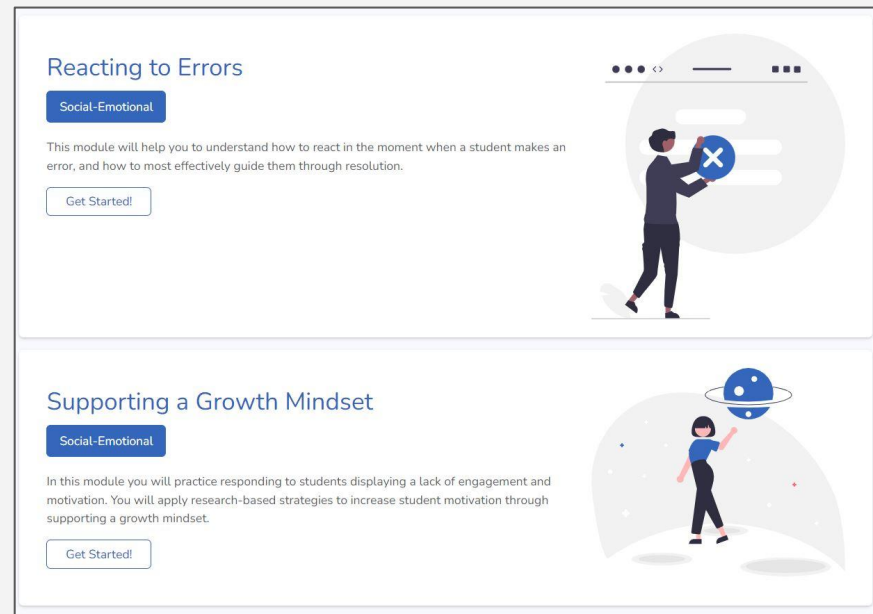 Reacting to Errors
Social-Emotional
This module will help you to understand how to react in the moment when a student makes an
error, and how to most effectively guide them through resolution.
Get Started!
Supporting a Growth Mindset
Social-Emotional
In this module you will practice responding to students displaying a lack of engagement and
motivation. You will apply research-based strategies to increase student motivation through
supporting a growth mindset.
Get Started!